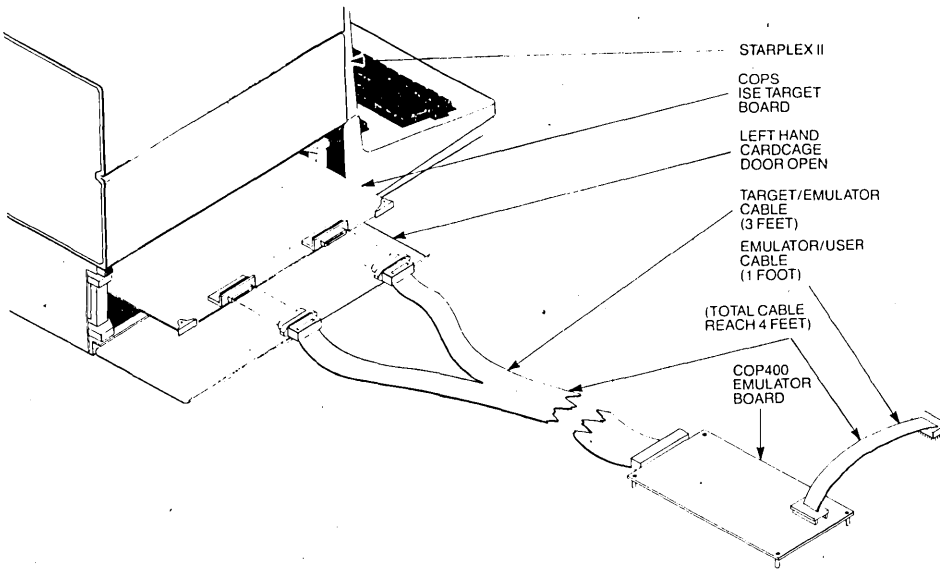 STARPLEX II
COPS
ISE TARGET
BOARD
LEFT HAND
CARDCAGE
DOOR OPEN
TARGET/EMULATOR
CABLE
(3 FEET)
EMULATOR/USER
CABLE
(1 FOOT)
(TOTAL CABLE
REACH 4 FEET)
COP400
EMULATOR
BOARD